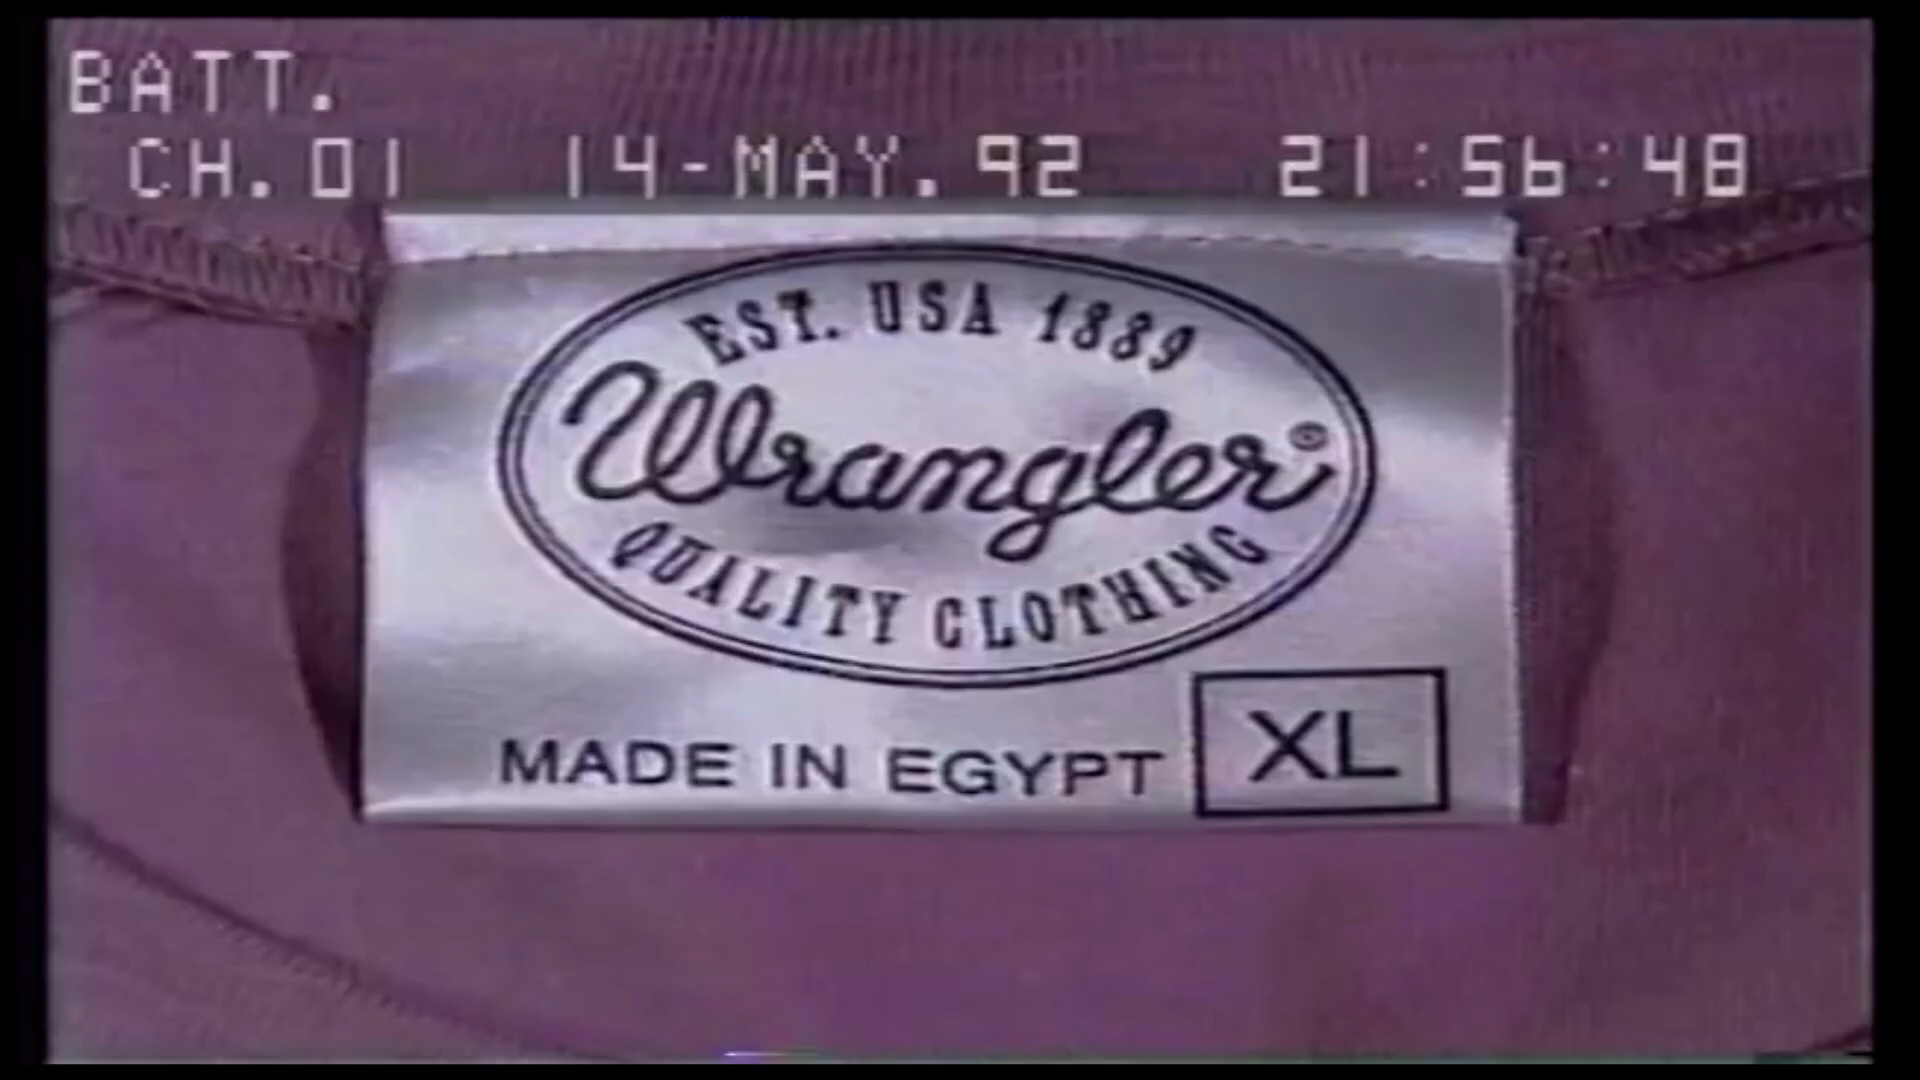 BATT.
CH.01 14-MAY.92 21:56:48
EST. USA 1889
Wrangler®
QUALITY CLOTHING
MADE IN EGYPT XL